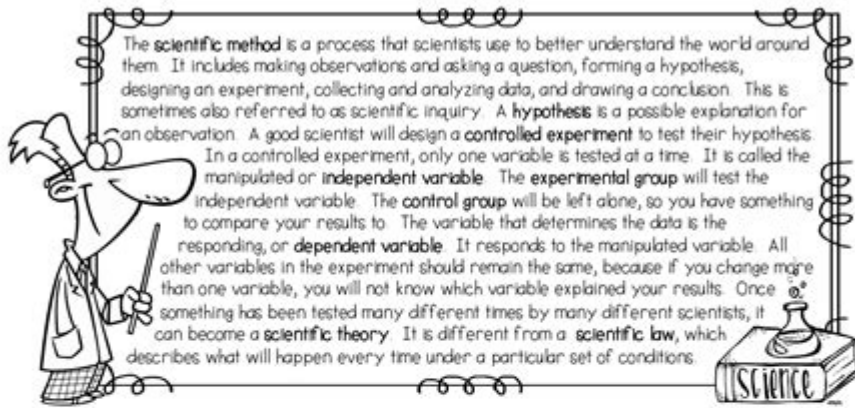 The scientific method is a process that scientists use to better understand the world around
them. It includes making observations and asking a question, forming a hypothesis,
designing an experiment, collecting and analyzing data, and drawing a conclusion. This is
sometimes also referred to as scientific inquiry. A hypothesis is a possible explanation for
an observation. A good scientist will design a controlled experiment to test their hypothesis.
In a controlled experiment, only one variable is tested at a time. It is called the
manipulated or independent variable. The experimental group will test the
independent variable. The control group will be left alone, so you have something
to compare your results to. The variable that determines the data is the
responding, or dependent variable. It responds to the manipulated variable. All
other variables in the experiment should remain the same, because if you change more
than one variable, you will not know which variable explained your results. Once
something has been tested many different times by many different scientists, it
can become a scientific theory. It is different from a scientific law, which
describes what will happen every time under a particular set of conditions.
SCIENCE